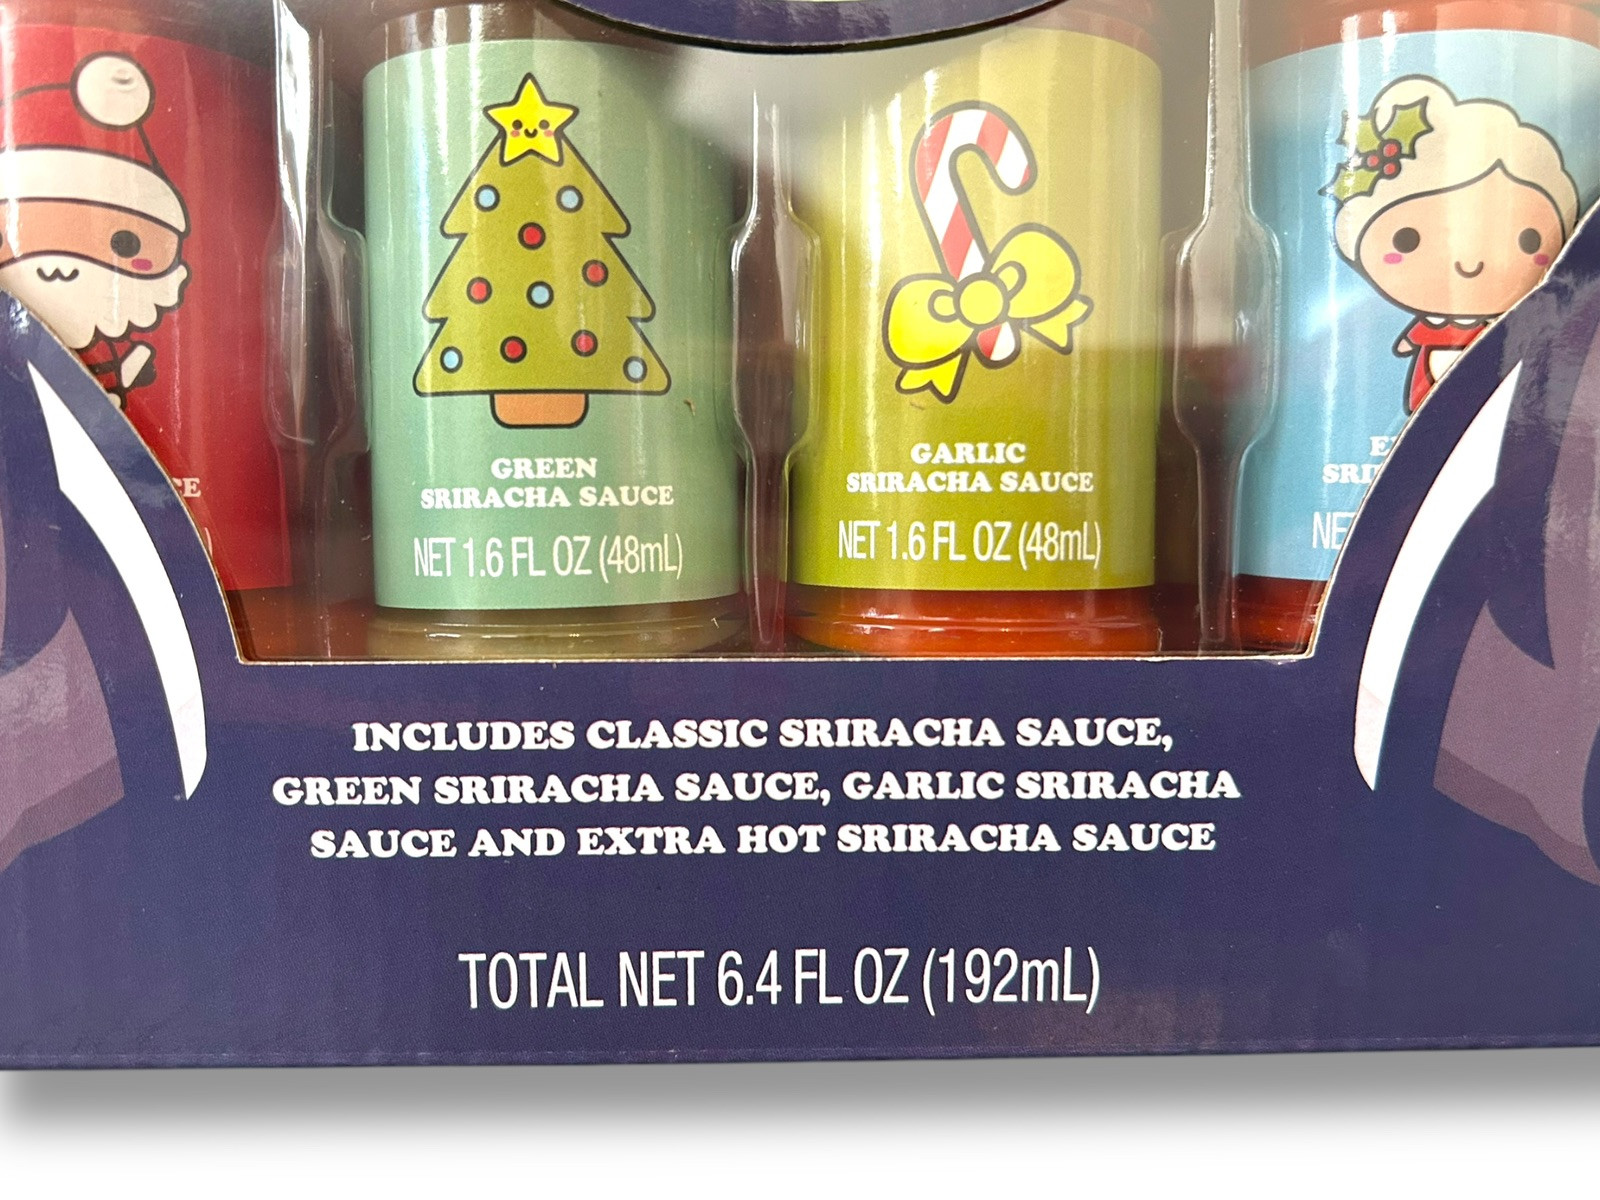 GREEN
SRIRACHA SAUCE
NET 1.6 FL OZ (48mL)
GARLIC
SRIRACHA SAUCE
NET 1.6 FL OZ (48mL)
INCLUDES CLASSIC SRIRACHA SAUCE,
GREEN SRIRACHA SAUCE, GARLIC SRIRACHA
SAUCE AND EXTRA HOT SRIRACHA SAUCE
TOTAL NET 6.4 FL OZ (192mL)